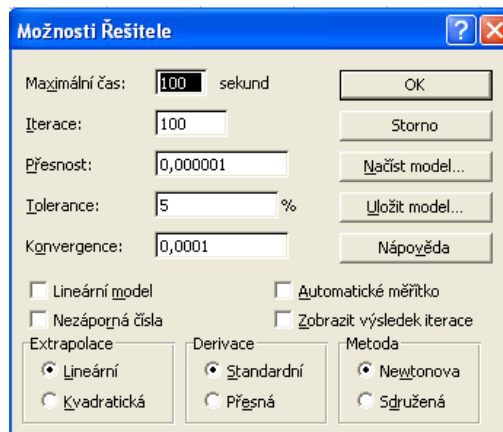 Možnosti Řešitele
Maximální čas: 100 sekund OK
Iterace: 100 Storno
Přesnost: 0,000001 Načíst model...
Tolerance: 5 % Uložit model...
Konvergence: 0,0001 Nápověda
Lineární model Automatické měřítko
Nezáporná čísla Zobrazit výsledek iterace
Extrapolace Derivace Metoda
Lineární Standardní Newtonova
Kvadratická Přesná Sdružená